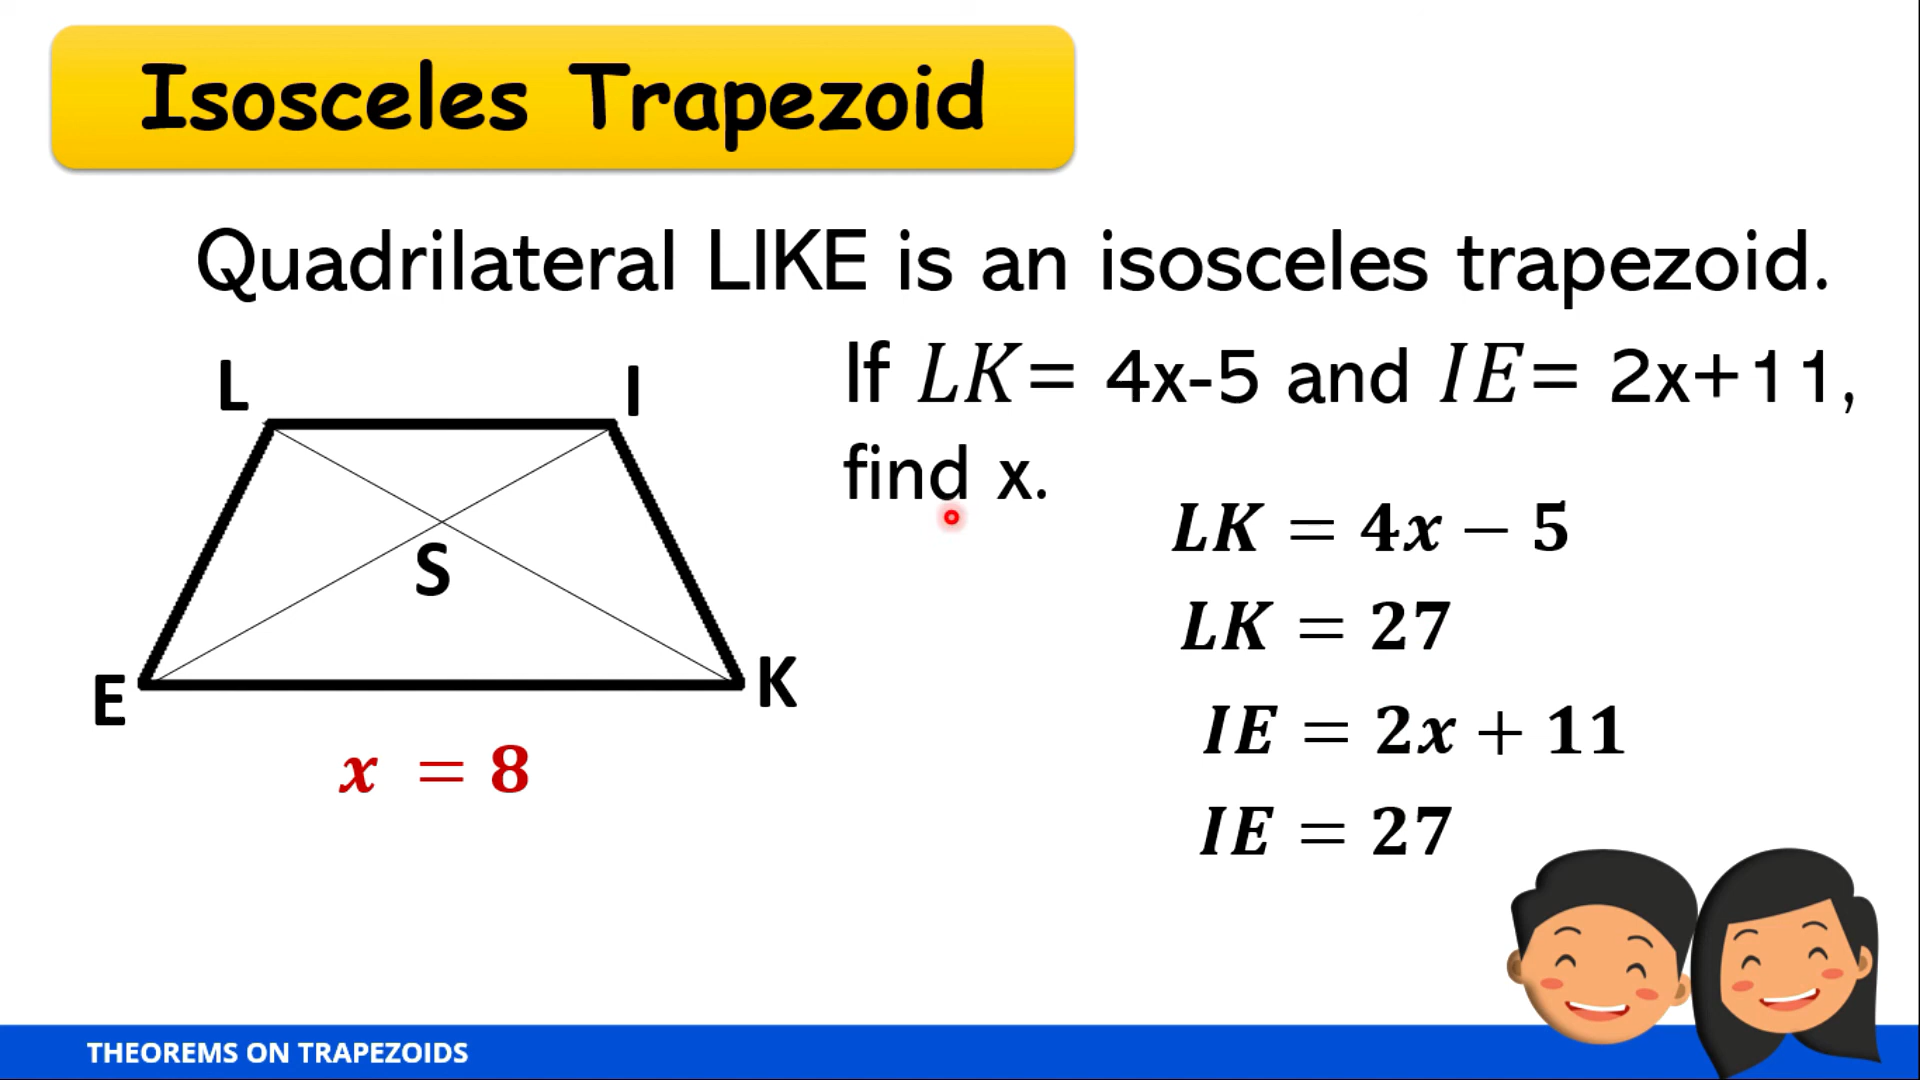 Isosceles Trapezoid
Quadrilateral LIKE is an isosceles trapezoid.
If LK= 4x-5 and IE= 2x+11,
find x.
L
I
S
E
K
x = 8
LK = 4x − 5
LK = 27
IE = 2x + 11
IE = 27
THEOREMS ON TRAPEZOIDS